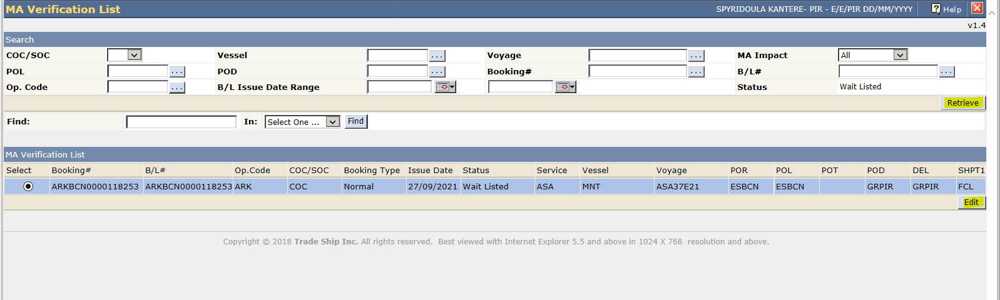 MA Verification List SPYRIDOULA KANTERE- PIR - E/E/PIR DD/MM/YYYY ? Help
v1.4
Search
COC/SOC Vessel ... Voyage ... MA Impact All
POL ... POD ... Booking# ... B/L# ...
Op. Code ... B/L Issue Date Range Status Wait Listed
Retrieve
Find: In: Select One ... Find
MA Verification List
Select Booking# B/L# Op.Code COC/SOC Booking Type Issue Date Status Service Vessel Voyage POR POL POT POD DEL SHPT1
ARKBCN0000118253 ARKBCN0000118253 ARK COC Normal 27/09/2021 Wait Listed ASA MNT ASA37E21 ESBCN ESBCN GRPIR GRPIR FCL
Edit
Copyright © 2018 Trade Ship Inc. All rights reserved. Best viewed with Internet Explorer 5.5 and above in 1024 X 768 resolution and above.